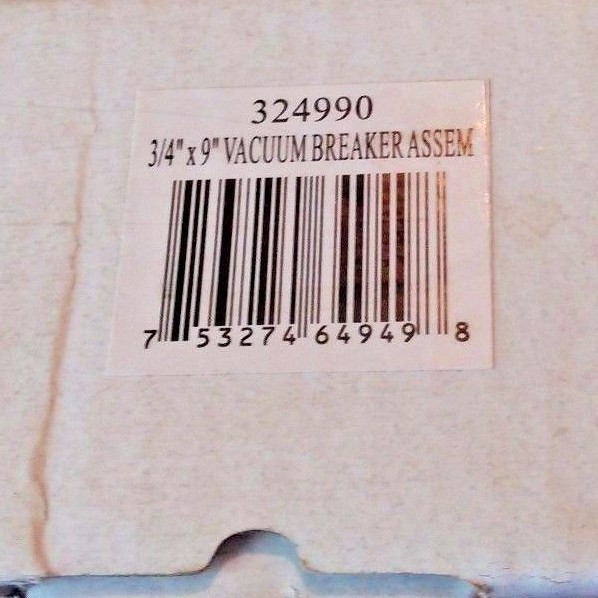 324990
3/4" x 9" VACUUM BREAKER ASSEM
7 53274 64949 8